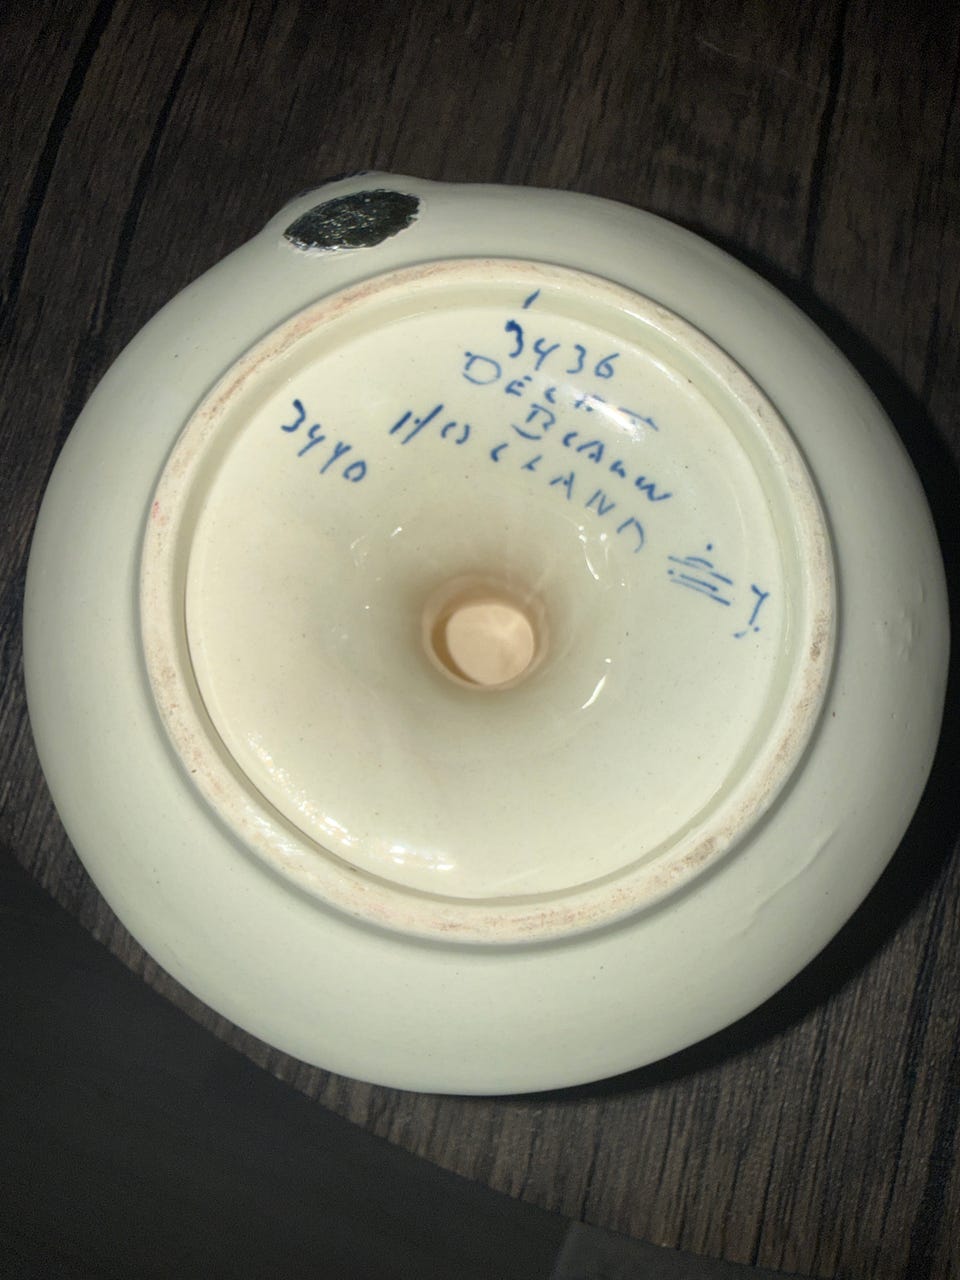 3436
DELFT
BLAUW
HOLLAND
3440